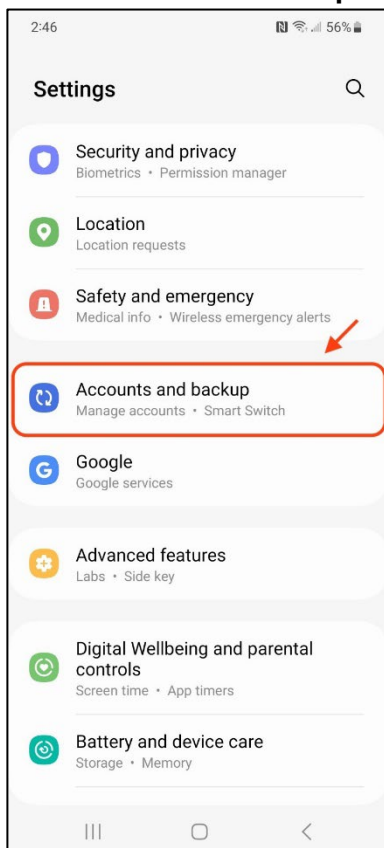 2:46 56%
Settings
Security and privacy
Biometrics • Permission manager
Location
Location requests
Safety and emergency
Medical info • Wireless emergency alerts
Accounts and backup
Manage accounts • Smart Switch
Google
Google services
Advanced features
Labs • Side key
Digital Wellbeing and parental
controls
Screen time • App timers
Battery and device care
Storage • Memory